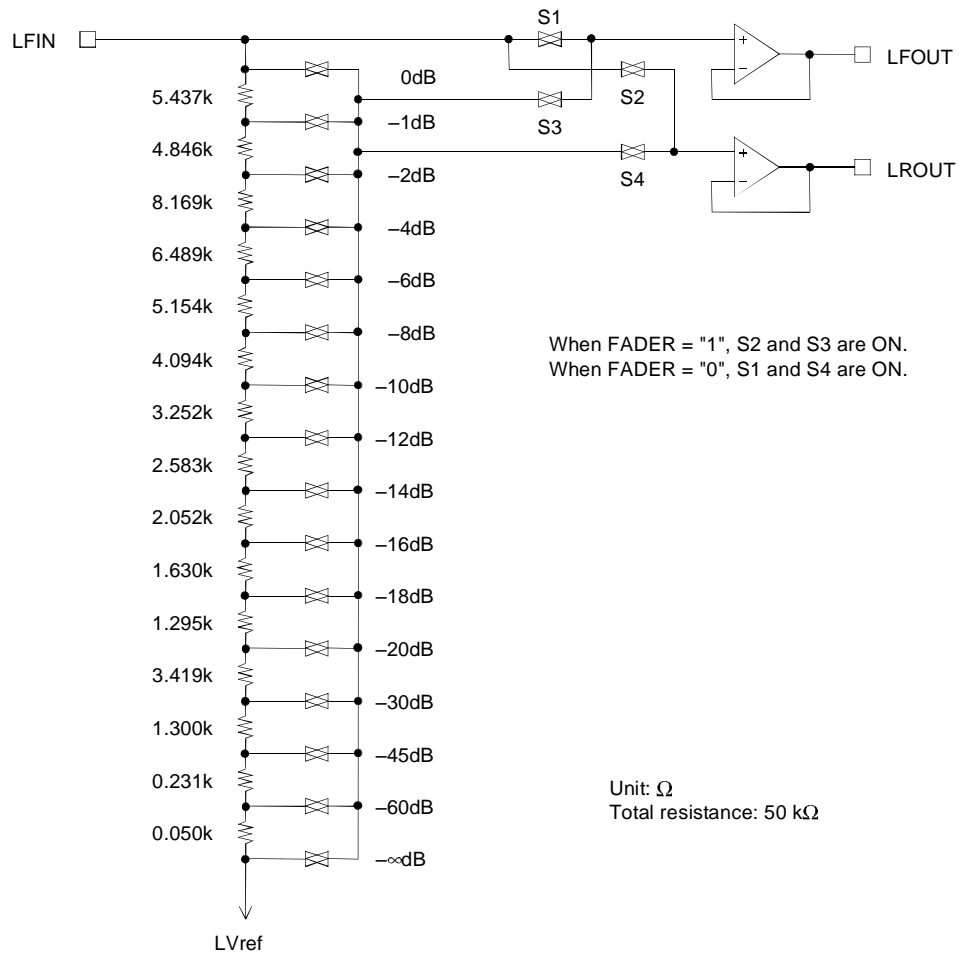 S1
LFIN
LFOUT
0dB
5.437k
S2
S3
–1dB
4.846k
–2dB
S4
LROUT
8.169k
–4dB
6.489k
–6dB
5.154k
–8dB
When FADER = "1", S2 and S3 are ON.
When FADER = "0", S1 and S4 are ON.
4.094k
–10dB
3.252k
–12dB
2.583k
–14dB
2.052k
–16dB
1.630k
–18dB
1.295k
–20dB
3.419k
–30dB
1.300k
–45dB
0.231k
Unit: Ω
Total resistance: 50 kΩ
–60dB
0.050k
–∞dB
LVref